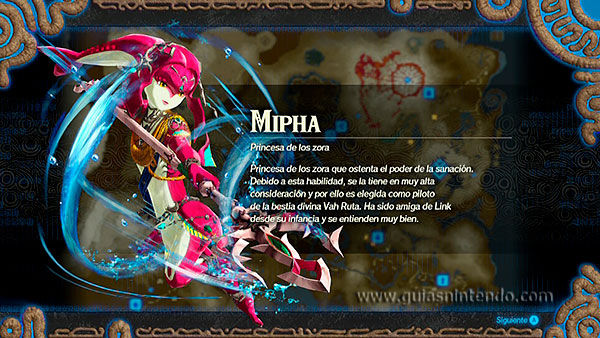 MIPHA
Princesa de los zora
Princesa de los zora que ostenta el poder de la sanación.
Debido a esta habilidad, se la tiene en muy alta
consideración y por ello es elegida como piloto
de la bestia divina Vah Ruta. Ha sido amiga de Link
desde su infancia y se entienden muy bien.
www.guiasnintendo.com
Siguiente A